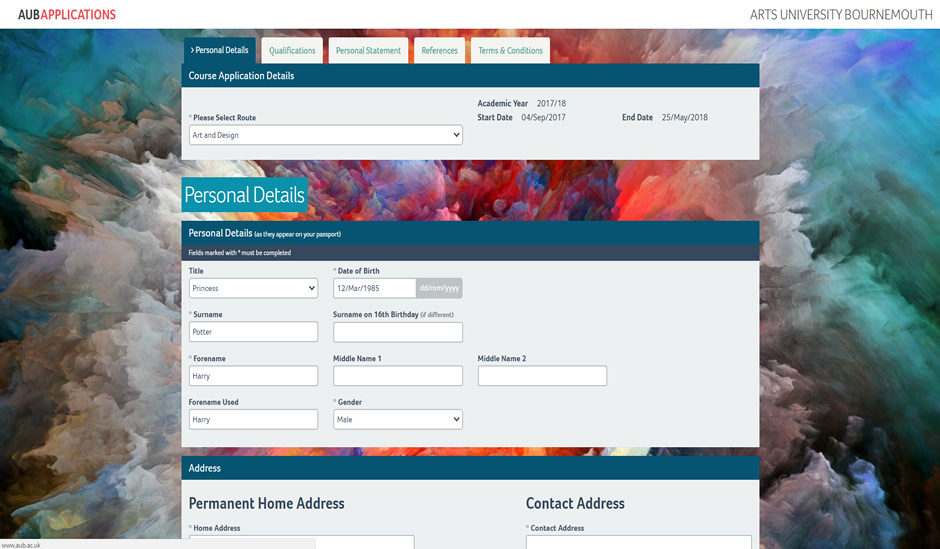 AUBAPPLICATIONS ARTS UNIVERSITY BOURNEMOUTH
> Personal Details Qualifications Personal Statement References Terms & Conditions
Course Application Details
Academic Year 2017/18
* Please Select Route Start Date 04/Sep/2017 End Date 25/May/2018
Art and Design
Personal Details
Personal Details (as they appear on your passport)
Fields marked with * must be completed
Title * Date of Birth
Princess 12/Mar/1985 dd/mm/yyyy
* Surname Surname on 16th Birthday (if different)
Potter
* Forename Middle Name 1 Middle Name 2
Harry
Forename Used * Gender
Harry Male
Address
Permanent Home Address Contact Address
* Home Address * Contact Address
www.aub.ac.uk